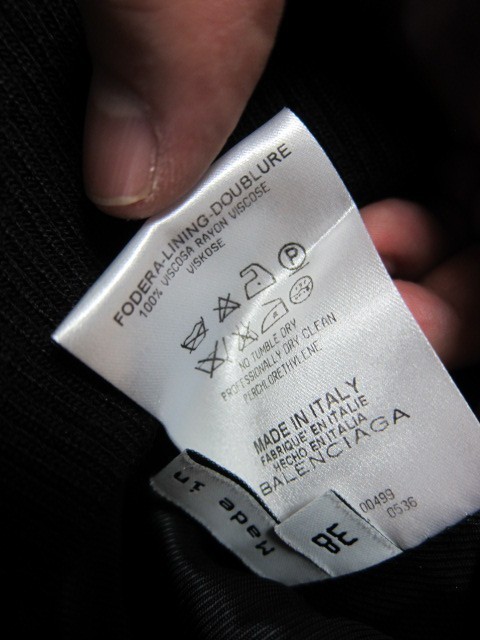 FODERA-LINING-DOUBLURE
100% VISCOSA RAYON VISCOSE
VISKOSE
P
NO TUMBLE DRY
PROFESSIONALLY DRY CLEAN
PERCHLORETHYLENE.
MADE IN ITALY
FABRIQUE' EN ITALIE
HECHO EN ITALIA
BALENCIAGA
00499
0536
Made in
38